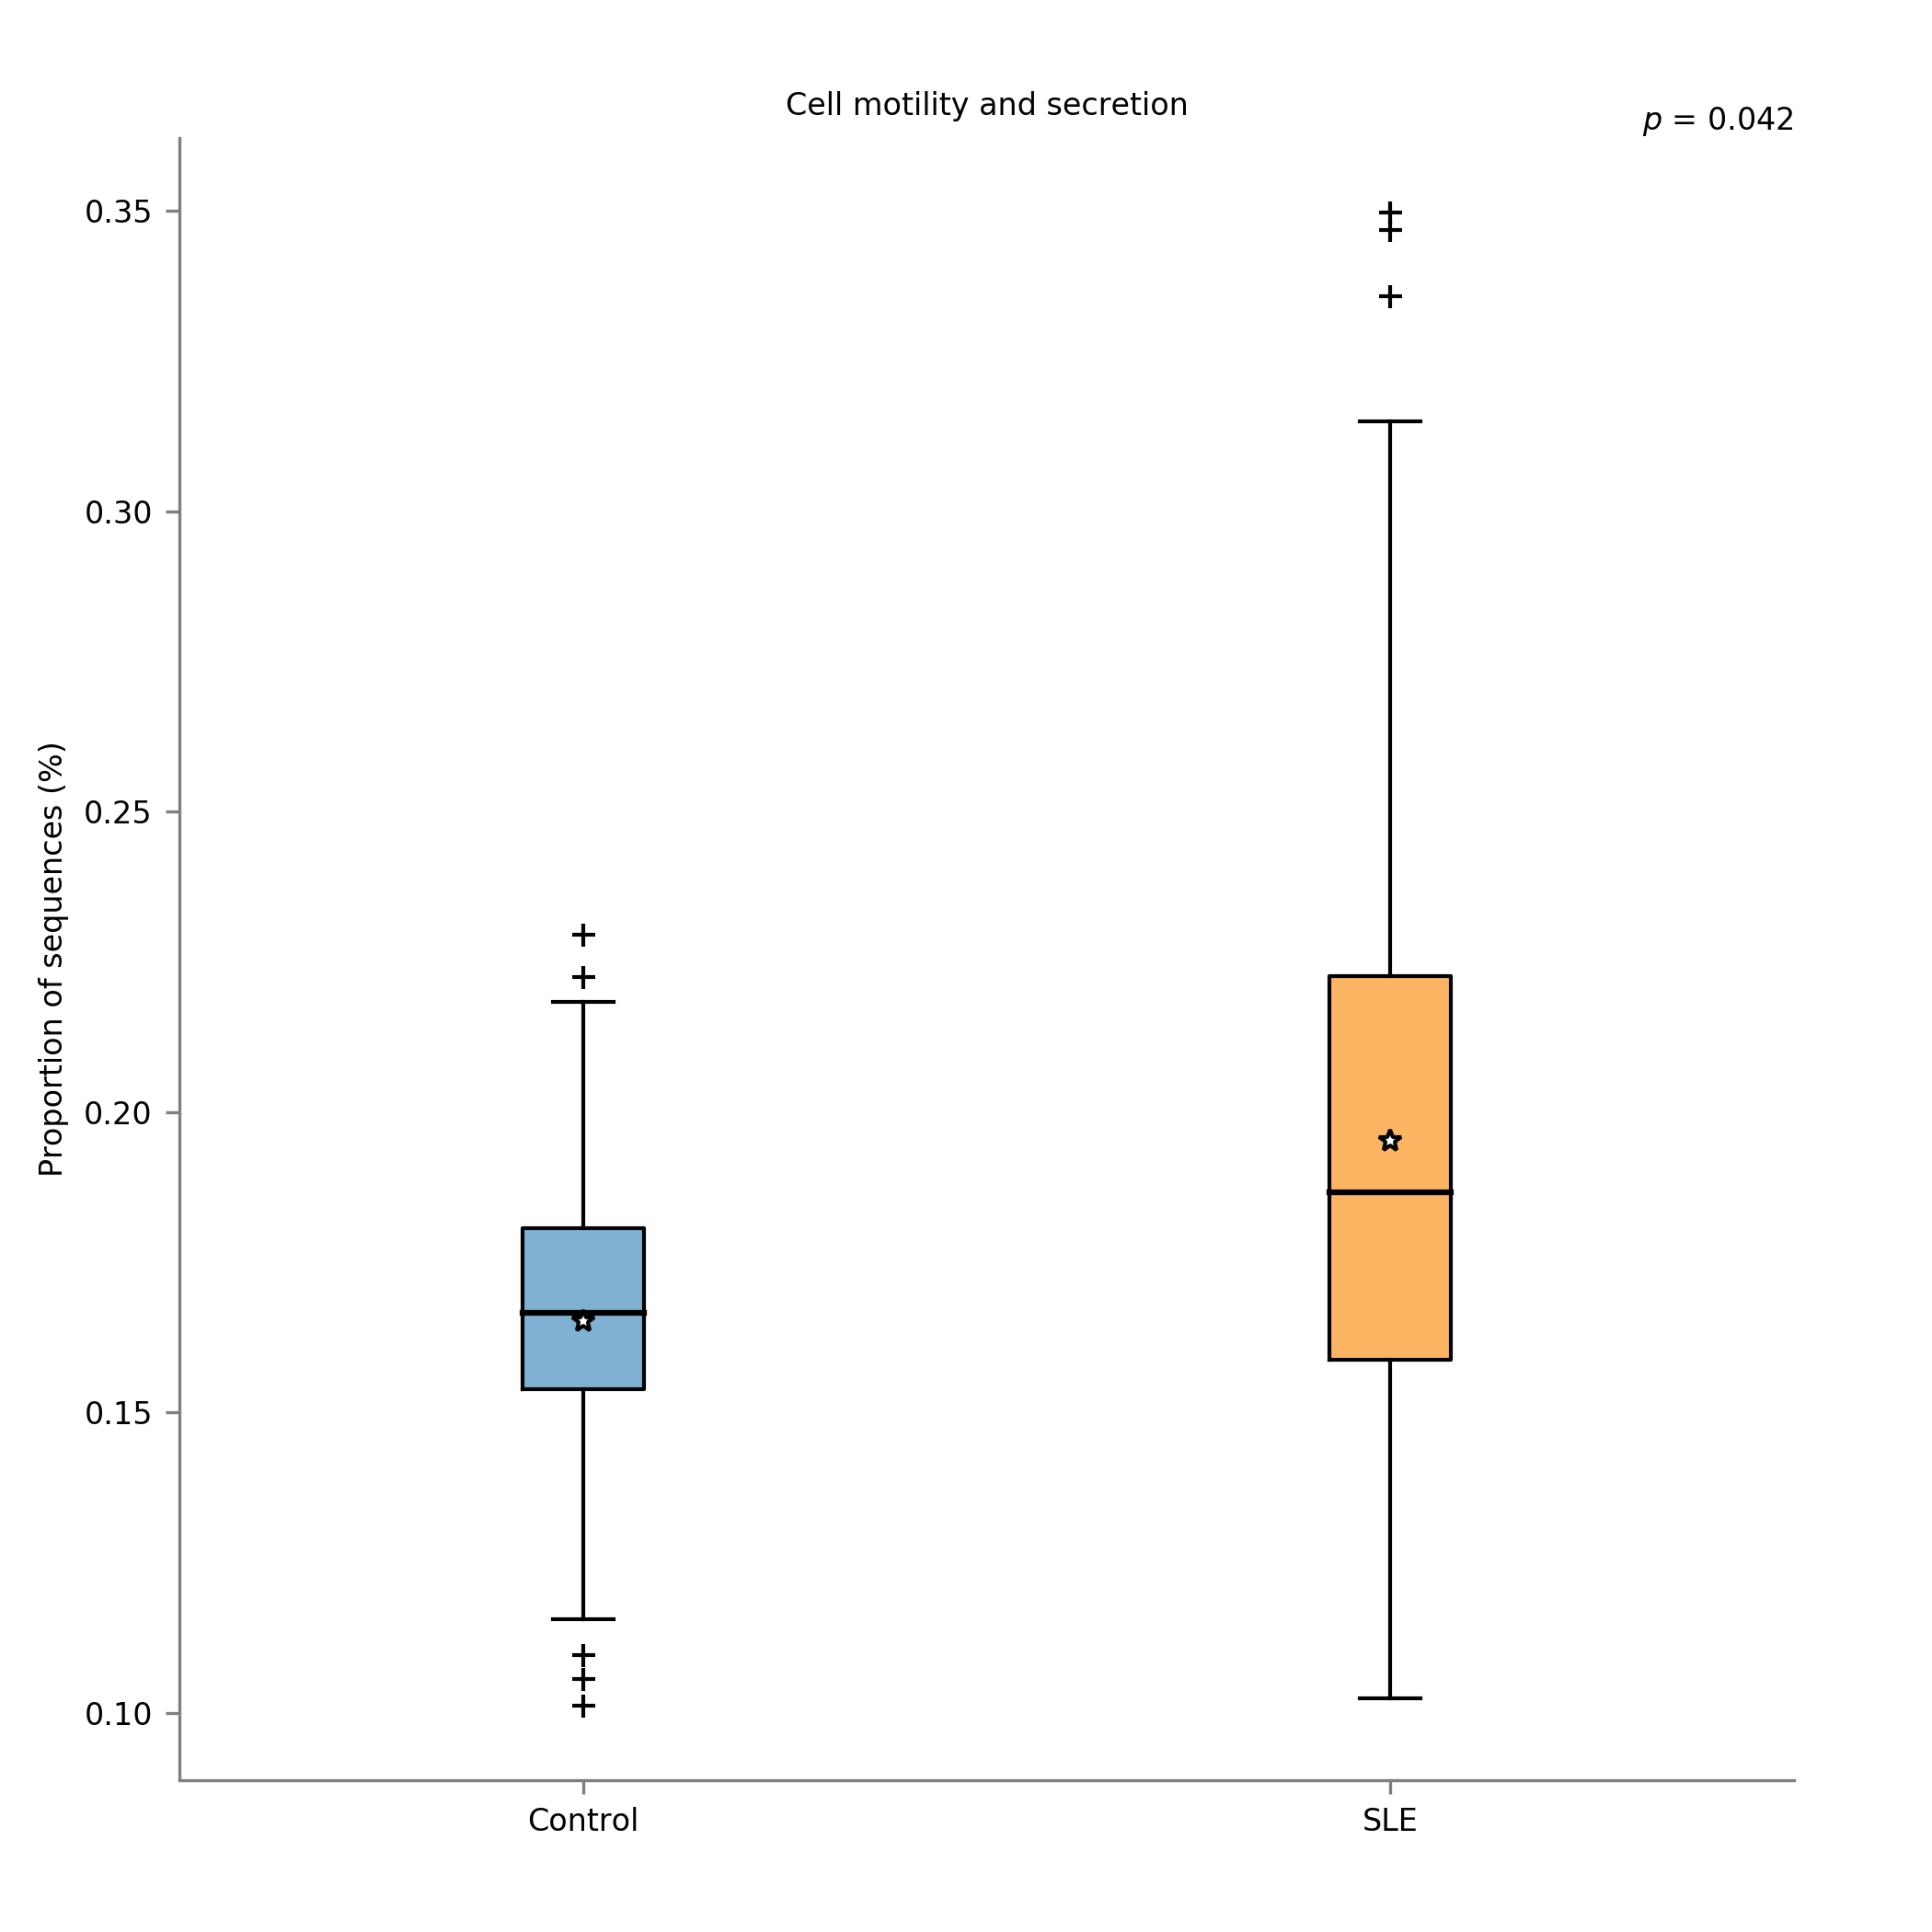 Cell motility and secretion
p = 0.042
0.35
0.30
0.25
0.20
0.15
0.10
Proportion of sequences (%)
Control
SLE